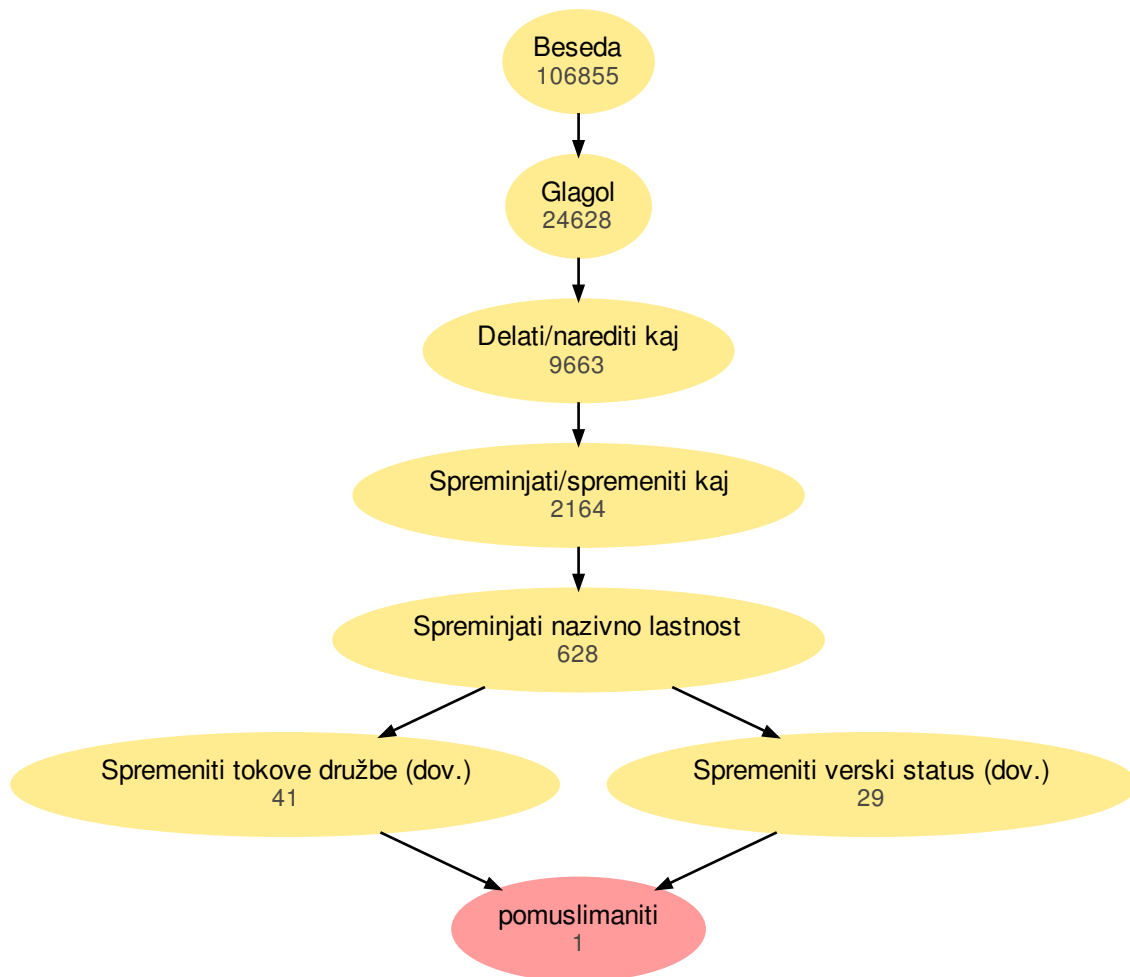 Beseda
106855
Glagol
24628
Delati/narediti kaj
9663
Spreminjati/spremeniti kaj
2164
Spreminjati nazivno lastnost
628
Spremeniti tokove družbe (dov.)
41
Spremeniti verski status (dov.)
29
pomuslimaniti
1